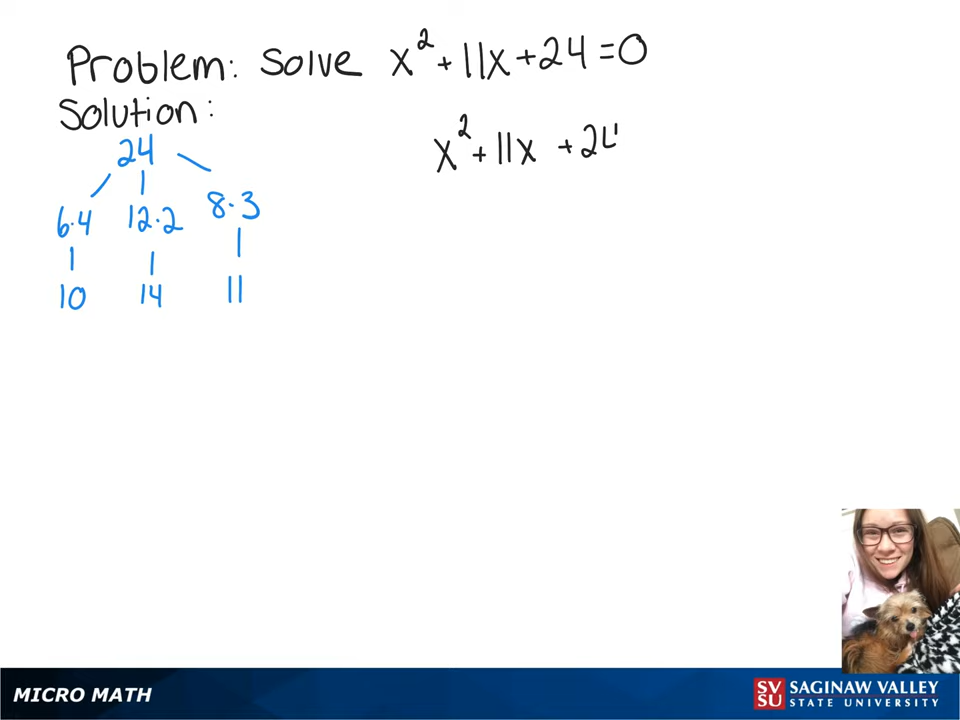 Problem: Solve x² + 11x + 24 = 0
Solution:
x² + 11x + 24
24
6·4 12·2 8·3
10 14 11
MICRO MATH
SVSU SAGINAW VALLEY
STATE UNIVERSITY